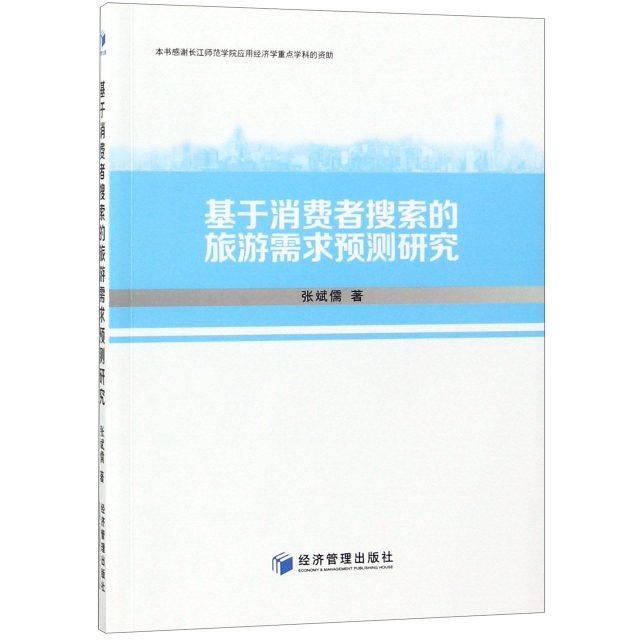 本书感谢长江师范学院应用经济学重点学科的资助
基于消费者搜索的
旅游需求预测研究
张斌儒 著
经济管理出版社
ECONOMY & MANAGEMENT PUBLISHING HOUSE
基于消费者搜索的旅游需求预测研究
张斌儒 著
经济管理出版社